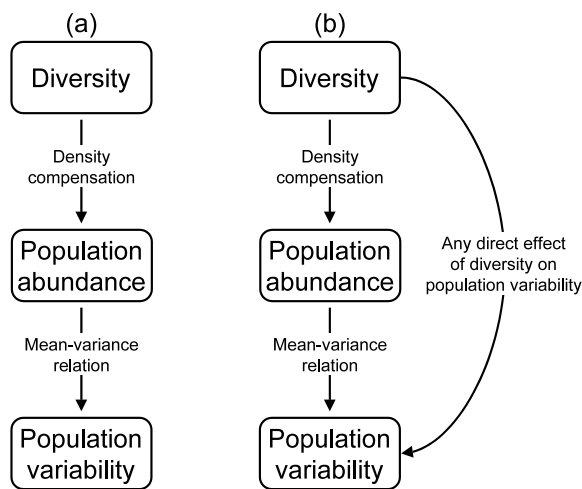 (a)
Diversity
Density
compensation
Population
abundance
Mean-variance
relation
Population
variability
(b)
Diversity
Density
compensation
Population
abundance
Mean-variance
relation
Population
variability
Any direct effect
of diversity on
population variability